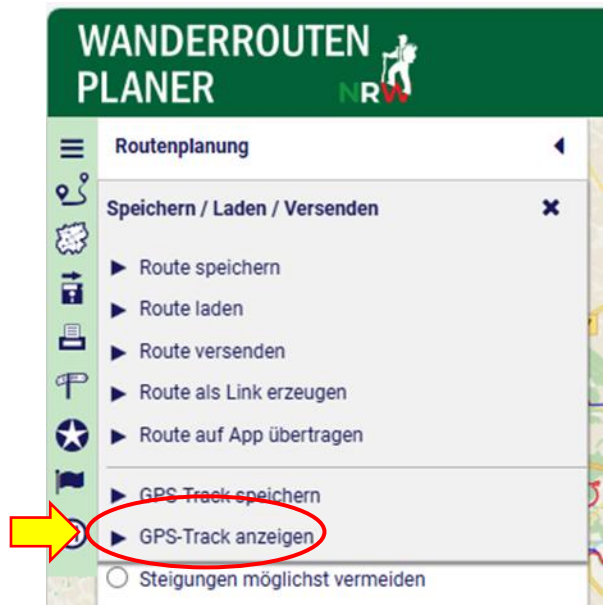 WANDERROUTEN
PLANER NRW
Routenplanung
Speichern / Laden / Versenden
Route speichern
Route laden
Route versenden
Route als Link erzeugen
Route auf App übertragen
GPS-Track speichern
GPS-Track anzeigen
Steigungen möglichst vermeiden